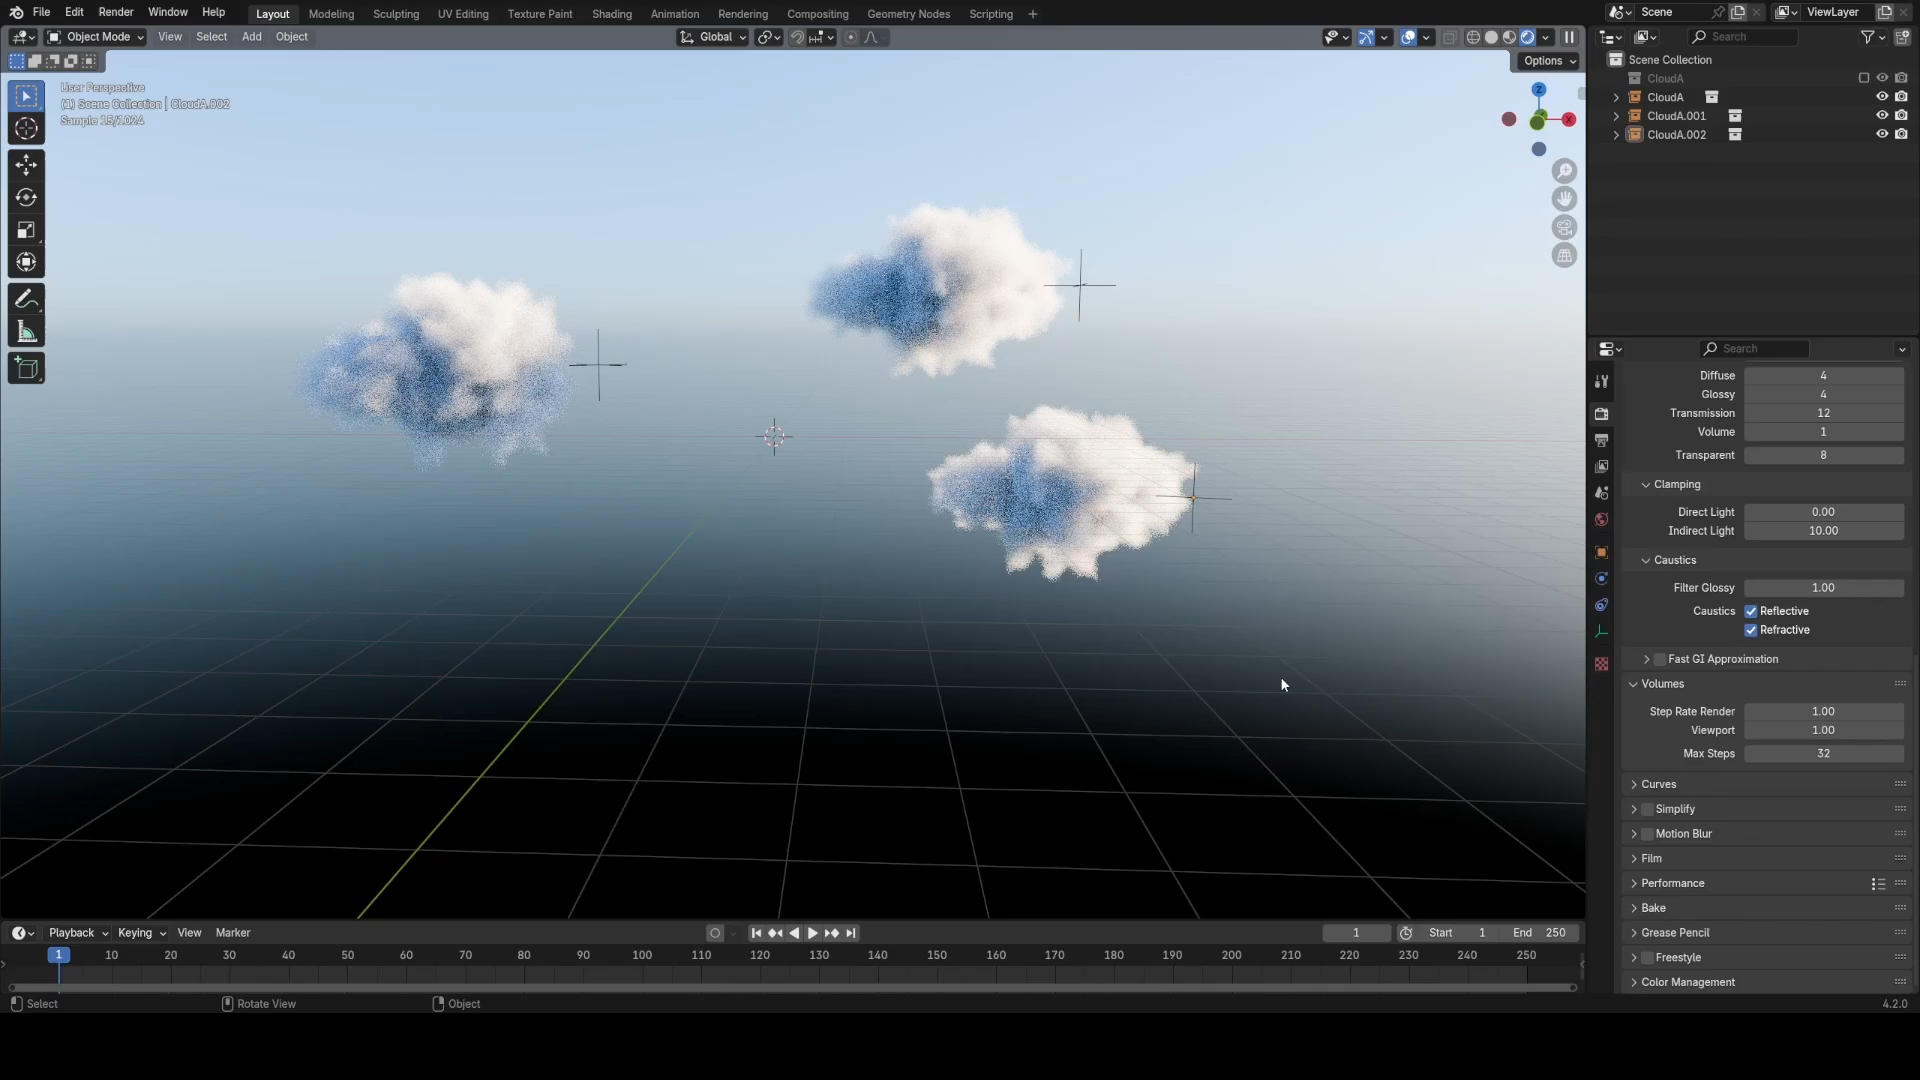 File Edit Render Window Help Layout Modeling Sculpting UV Editing Texture Paint Shading Animation Rendering Compositing Geometry Nodes Scripting + Scene ViewLayer
Object Mode View Select Add Object Global Search
Options
User Perspective
(1) Scene Collection | CloudA.002
Sample 15/1024
Z
X
Scene Collection
CloudA
CloudA
CloudA.001
CloudA.002
Search
Diffuse 4
Glossy 4
Transmission 12
Volume 1
Transparent 8
Clamping
Direct Light 0.00
Indirect Light 10.00
Caustics
Filter Glossy 1.00
Caustics Reflective
Refractive
Fast GI Approximation
Volumes
Step Rate Render 1.00
Viewport 1.00
Max Steps 32
Curves
Simplify
Motion Blur
Film
Performance
Bake
Grease Pencil
Freestyle
Color Management
Playback Keying View Marker 1 Start 1 End 250
1 10 20 30 40 50 60 70 80 90 100 110 120 130 140 150 160 170 180 190 200 210 220 230 240 250
Select Rotate View Object 4.2.0